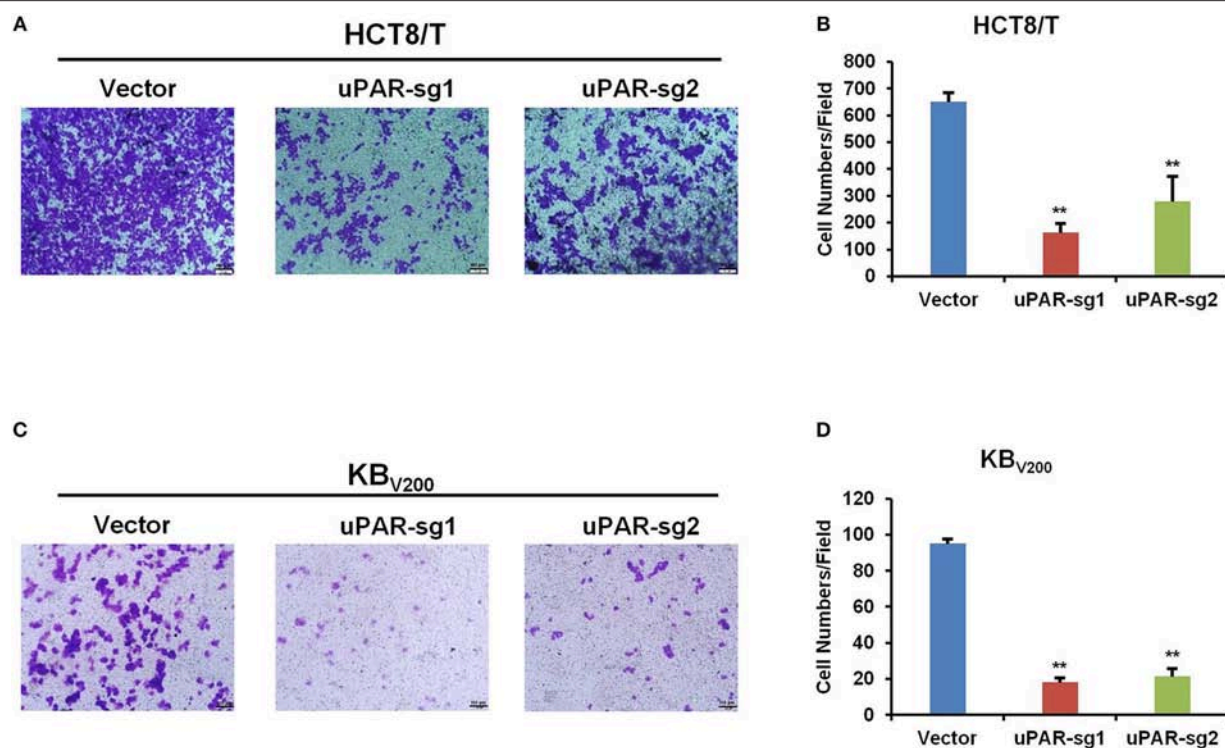 A
HCT8/T
Vector
uPAR-sg1
uPAR-sg2
B
HCT8/T
Cell Numbers/Field
800
700
600
500
400
300
200
100
0
**
**
Vector
uPAR-sg1
uPAR-sg2
C
KBV200
Vector
uPAR-sg1
uPAR-sg2
D
KBV200
Cell Numbers/Field
120
100
80
60
40
20
0
**
**
Vector
uPAR-sg1
uPAR-sg2